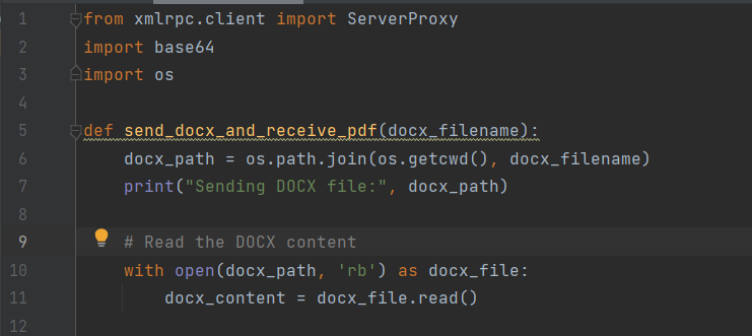 1 from xmlrpc.client import ServerProxy
2 import base64
3 import os
4
5 def send_docx_and_receive_pdf(docx_filename):
6     docx_path = os.path.join(os.getcwd(), docx_filename)
7     print("Sending DOCX file:", docx_path)
8
9     # Read the DOCX content
10     with open(docx_path, 'rb') as docx_file:
11         docx_content = docx_file.read()
12